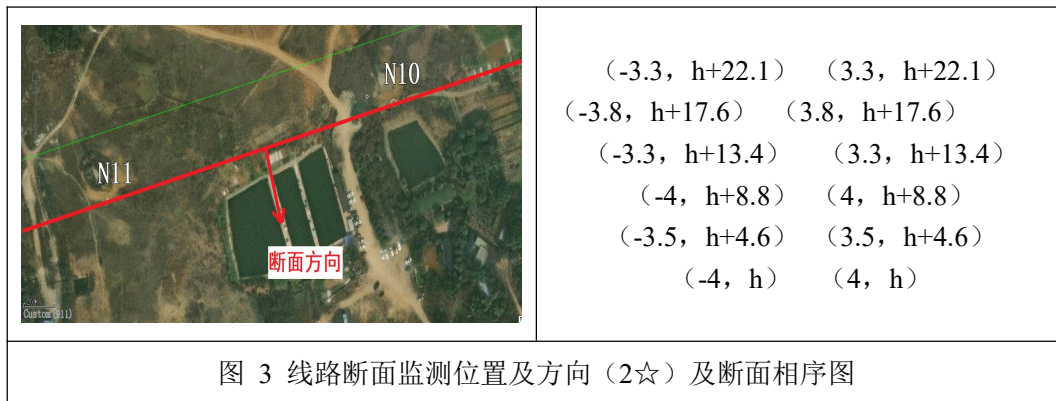 N10
N11
断面方向
Custom(911)
（-3.3，h+22.1） （3.3，h+22.1）
（-3.8，h+17.6） （3.8，h+17.6）
（-3.3，h+13.4） （3.3，h+13.4）
（-4，h+8.8） （4，h+8.8）
（-3.5，h+4.6） （3.5，h+4.6）
（-4，h） （4，h）
图 3 线路断面监测位置及方向（2☆）及断面相序图